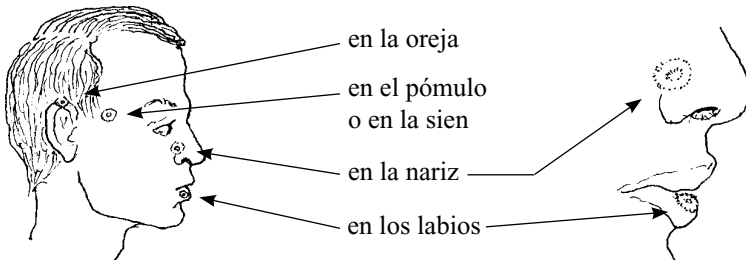 en la oreja
en el pómulo
o en la sien
en la nariz
en los labios